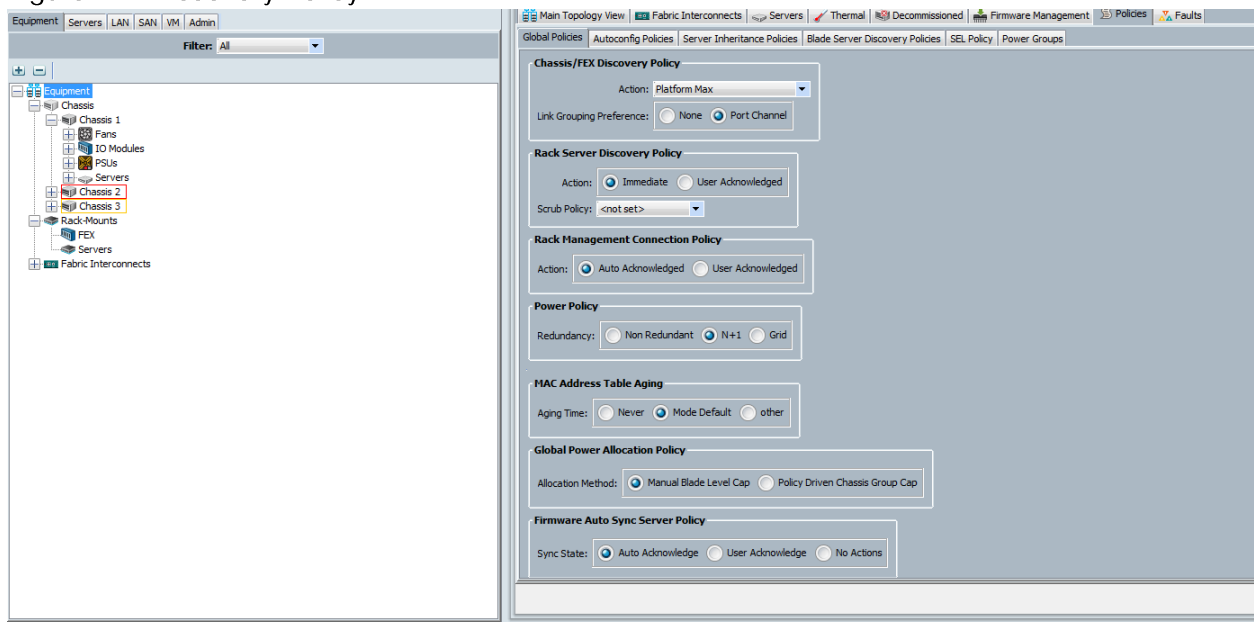 Equipment Servers LAN SAN VM Admin
Filter: All
Equipment
Chassis
Chassis 1
Fans
IO Modules
PSUs
Servers
Chassis 2
Chassis 3
Rack-Mounts
FEX
Servers
Fabric Interconnects
Main Topology View Fabric Interconnects Servers Thermal Decommissioned Firmware Management Policies Faults
Global Policies Autoconfig Policies Server Inheritance Policies Blade Server Discovery Policies SEL Policy Power Groups
Chassis/FEX Discovery Policy
Action: Platform Max
Link Grouping Preference: None Port Channel
Rack Server Discovery Policy
Action: Immediate User Acknowledged
Scrub Policy: <not set>
Rack Management Connection Policy
Action: Auto Acknowledged User Acknowledged
Power Policy
Redundancy: Non Redundant N+1 Grid
MAC Address Table Aging
Aging Time: Never Mode Default other
Global Power Allocation Policy
Allocation Method: Manual Blade Level Cap Policy Driven Chassis Group Cap
Firmware Auto Sync Server Policy
Sync State: Auto Acknowledge User Acknowledge No Actions